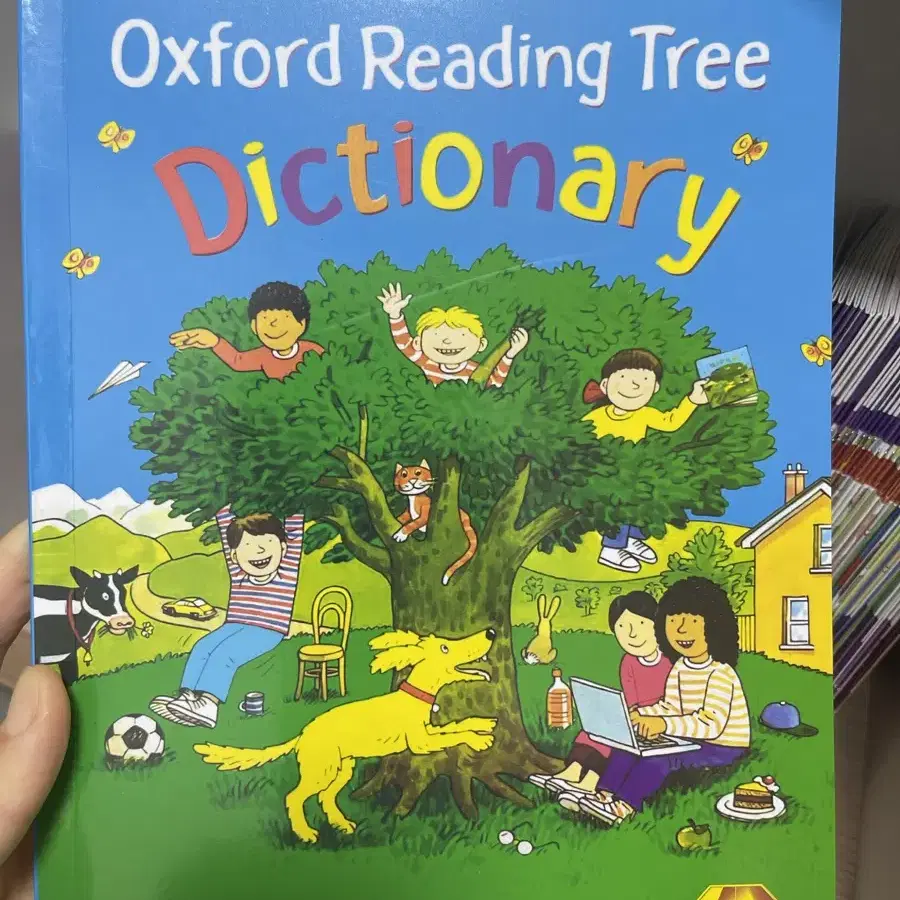 Oxford Reading Tree
Dictionary